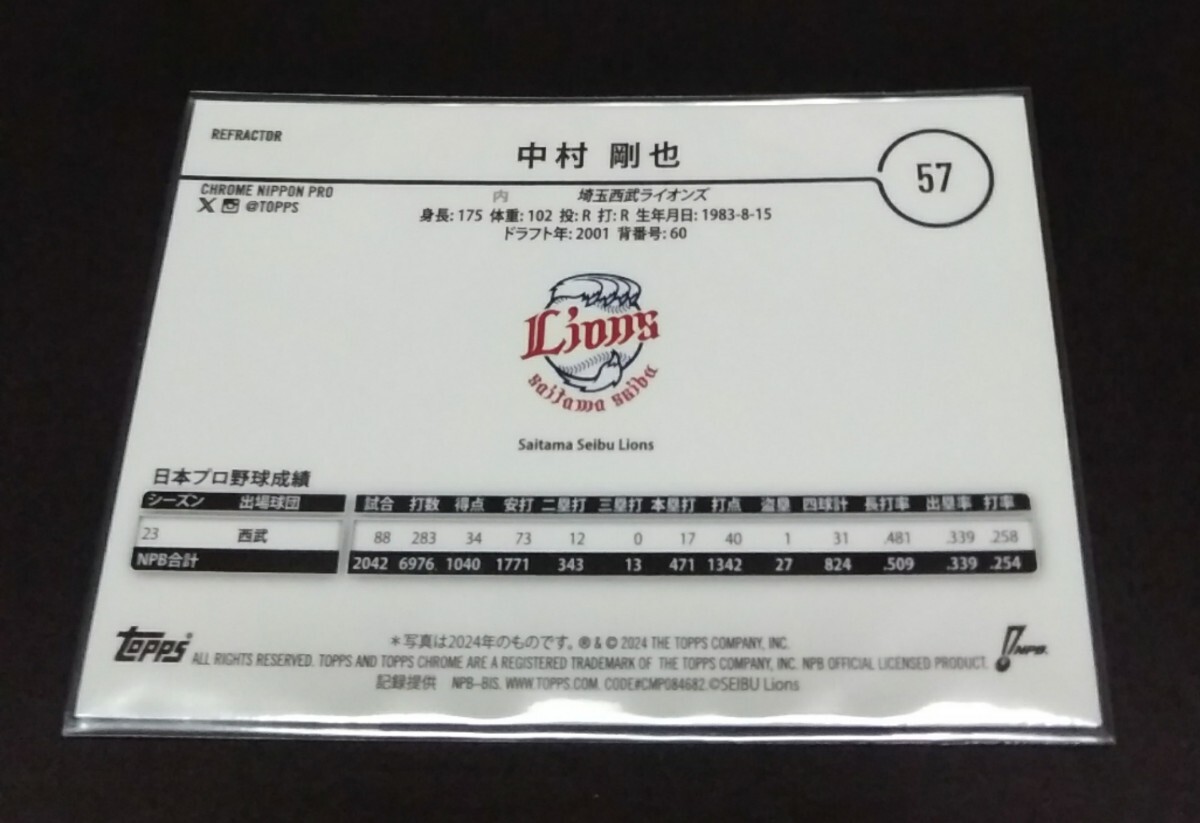 REFRACTOR
中村 剛也
57
CHROME NIPPON PRO
X @TOPPS
内 埼玉西武ライオンズ
身長: 175 体重: 102 投: R 打: R 生年月日: 1983-8-15
ドラフト年: 2001 背番号: 60
Lions
saitama seibu
Saitama Seibu Lions
日本プロ野球成績
シーズン 出場球団 試合 打数 得点 安打 二塁打 三塁打 本塁打 打点 盗塁 四球計 長打率 出塁率 打率
23 西武 88 283 34 73 12 0 17 40 1 31 .481 .339 .258
NPB合計 2042 6976 1040 1771 343 13 471 1342 27 824 .509 .339 .254
TOPPS®
＊写真は2024年のものです。 ® & © 2024 THE TOPPS COMPANY, INC.
ALL RIGHTS RESERVED. TOPPS AND TOPPS CHROME ARE A REGISTERED TRADEMARK OF THE TOPPS COMPANY, INC. NPB OFFICIAL LICENSED PRODUCT.
記録提供 NPB-BIS. WWW.TOPPS.COM. CODE#CMP084682.©SEIBU Lions
NPB.